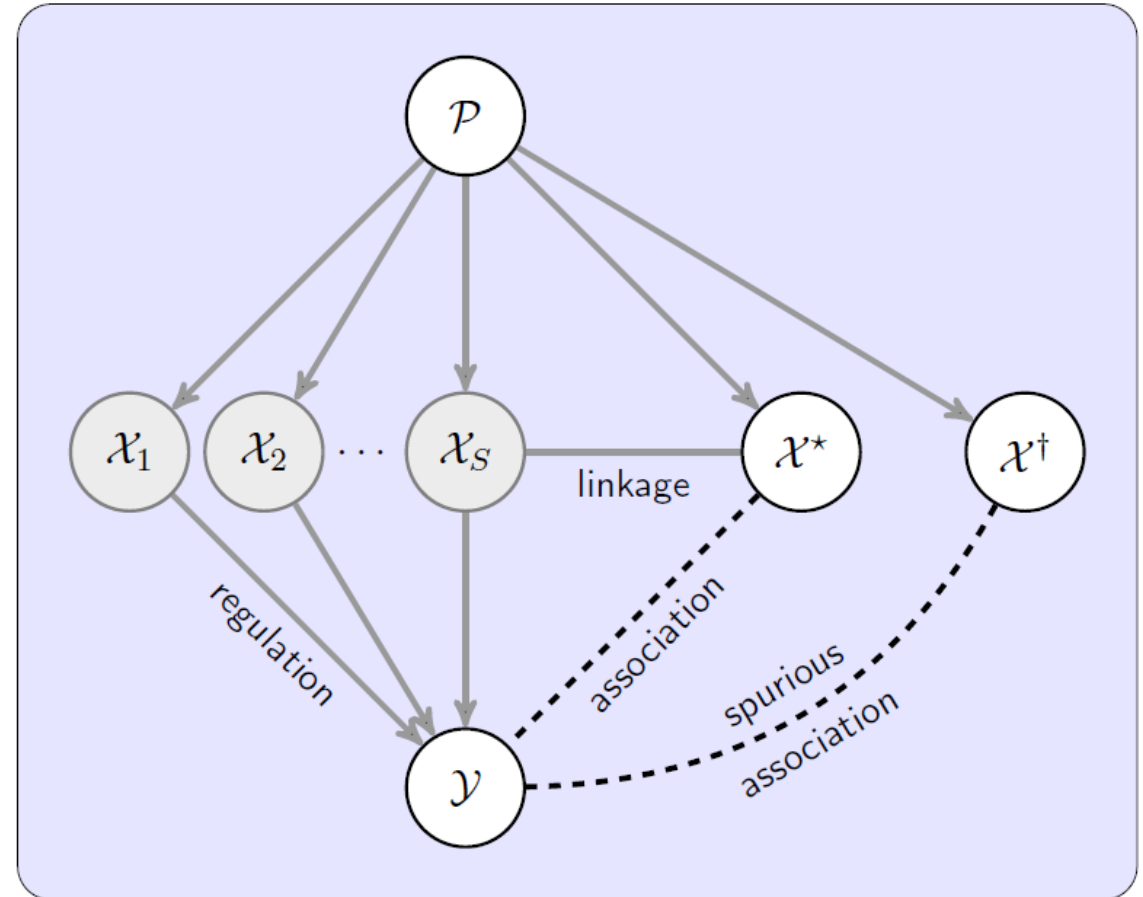 𝒫
𝒳₁
𝒳₂
···
𝒳_S
linkage
𝒳⋆
𝒳†
regulation
association
spurious
association
𝒴